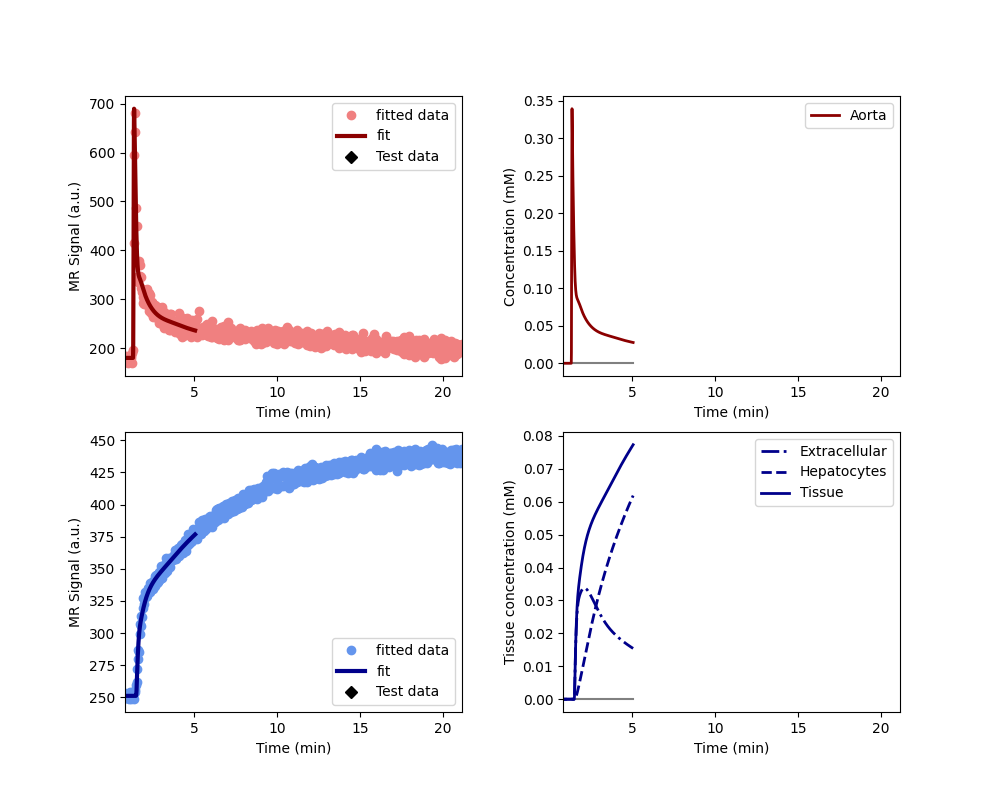 MR Signal (a.u.)
700
600
500
400
300
200
fitted data
fit
Test data
5
10
15
20
Time (min)
Concentration (mM)
0.35
0.30
0.25
0.20
0.15
0.10
0.05
0.00
Aorta
5
10
15
20
Time (min)
MR Signal (a.u.)
450
425
400
375
350
325
300
275
250
fitted data
fit
Test data
5
10
15
20
Time (min)
Tissue concentration (mM)
0.08
0.07
0.06
0.05
0.04
0.03
0.02
0.01
0.00
Extracellular
Hepatocytes
Tissue
5
10
15
20
Time (min)